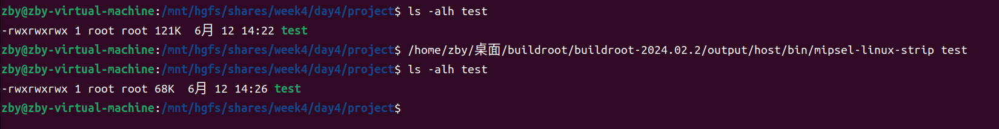 zby@zby-virtual-machine:/mnt/hgfs/shares/week4/day4/project$ ls -alh test
-rwxrwxrwx 1 root root 121K  6月 12 14:22 test
zby@zby-virtual-machine:/mnt/hgfs/shares/week4/day4/project$ /home/zby/桌面/buildroot/buildroot-2024.02.2/output/host/bin/mipsel-linux-strip test
zby@zby-virtual-machine:/mnt/hgfs/shares/week4/day4/project$ ls -alh test
-rwxrwxrwx 1 root root 68K  6月 12 14:26 test
zby@zby-virtual-machine:/mnt/hgfs/shares/week4/day4/project$